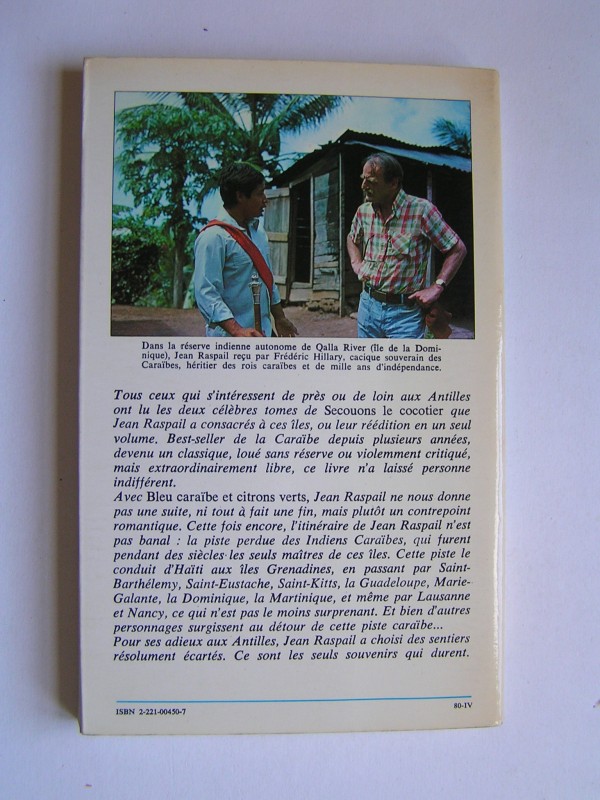 Dans la réserve indienne autonome de Qalla River (île de la Domi-
nique), Jean Raspail reçu par Frédéric Hillary, cacique souverain des
Caraïbes, héritier des rois caraïbes et de mille ans d'indépendance.
Tous ceux qui s'intéressent de près ou de loin aux Antilles
ont lu les deux célèbres tomes de Secouons le cocotier que
Jean Raspail a consacrés à ces îles, ou leur réédition en un seul
volume. Best-seller de la Caraïbe depuis plusieurs années,
devenu un classique, loué sans réserve ou violemment critiqué,
mais extraordinairement libre, ce livre n'a laissé personne
indifférent.
Avec Bleu caraïbe et citrons verts, Jean Raspail ne nous donne
pas une suite, ni tout à fait une fin, mais plutôt un contrepoint
romantique. Cette fois encore, l'itinéraire de Jean Raspail n'est
pas banal : la piste perdue des Indiens Caraïbes, qui furent
pendant des siècles les seuls maîtres de ces îles. Cette piste le
conduit d'Haïti aux îles Grenadines, en passant par Saint-
Barthélemy, Saint-Eustache, Saint-Kitts, la Guadeloupe, Marie-
Galante, la Dominique, la Martinique, et même par Lausanne
et Nancy, ce qui n'est pas le moins surprenant. Et bien d'autres
personnages surgissent au détour de cette piste caraïbe...
Pour ses adieux aux Antilles, Jean Raspail a choisi des sentiers
résolument écartés. Ce sont les seuls souvenirs qui durent.
ISBN 2-221-00450-7
80-IV